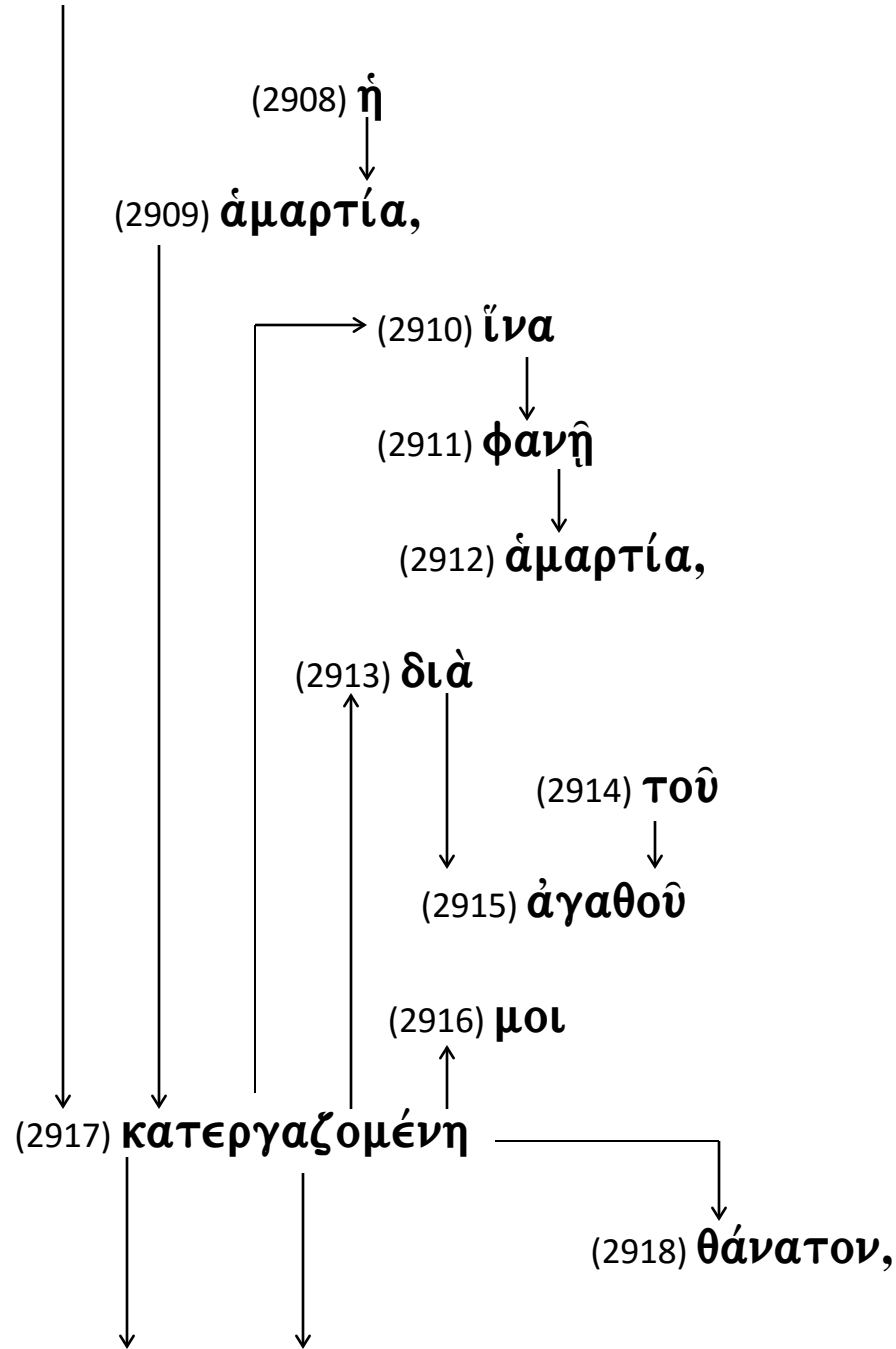 (2908) ἡ
(2909) ἁμαρτία,
(2910) ἵνα
(2911) φανῇ
(2912) ἁμαρτία,
(2913) διὰ
(2914) τοῦ
(2915) ἀγαθοῦ
(2916) μοι
(2917) κατεργαζομένη
(2918) θάνατον,